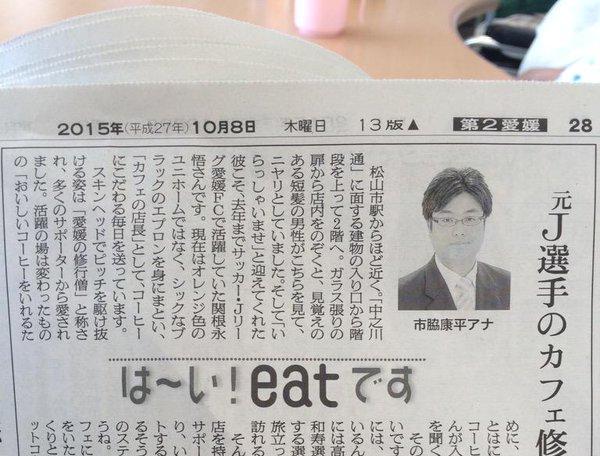 2015年(平成27年)10月8日 木曜日 13版▲ 第2愛媛 28
元J選手のカフェ修
市脇康平アナ
松山市駅からほど近く。「中之川
通」に面する建物の入り口から階
段を上って2階へ。ガラス張りの
扉から店内をのぞくと、見覚えの
ある短髪の男性がこちらを見て、
ニヤリとしていました。そして「い
らっしゃいませ」と迎えてくれた
彼こそ、去年までサッカー・Jリー
グ愛媛FCで活躍していた関根永
悟さんです。現在はオレンジ色の
ユニホームではなく、シックなブ
ラックのエプロンを身にまとい、
「カフェの店長」として、コーヒー
にこだわる毎日を送っています。
スキンヘッドでピッチを駆け抜
ける姿は「愛媛の修行僧」と称さ
れ、多くのサポーターから愛され
ました。活躍の場は変わったもの
の「おいしいコーヒーをいれるた
は〜い!eatです
めに、
とはに
コーヒ
んが入
を聞く
その
いです
には、
いるん
には高
和寿選
する選
旅立っ
訪れる
そん
店を持
サポー
り、い
トする
るそう
のステ
うね。
フェに
をいた
くりと
ットコ